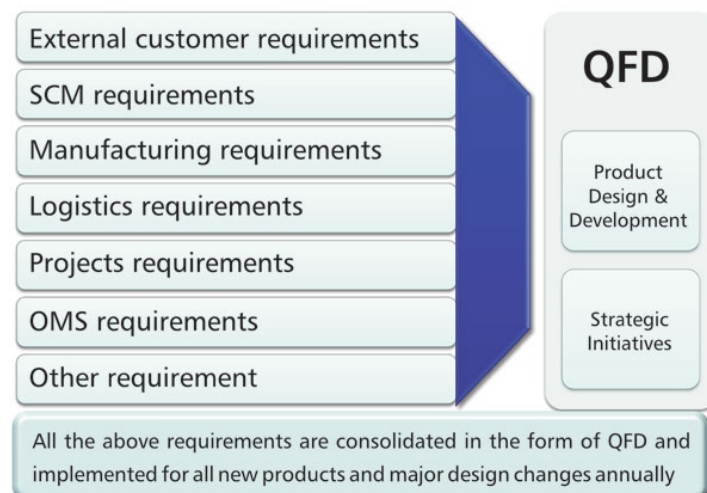 External customer requirements
SCM requirements
Manufacturing requirements
Logistics requirements
Projects requirements
OMS requirements
Other requirement
QFD
Product
Design &
Development
Strategic
Initiatives
All the above requirements are consolidated in the form of QFD and
implemented for all new products and major design changes annually